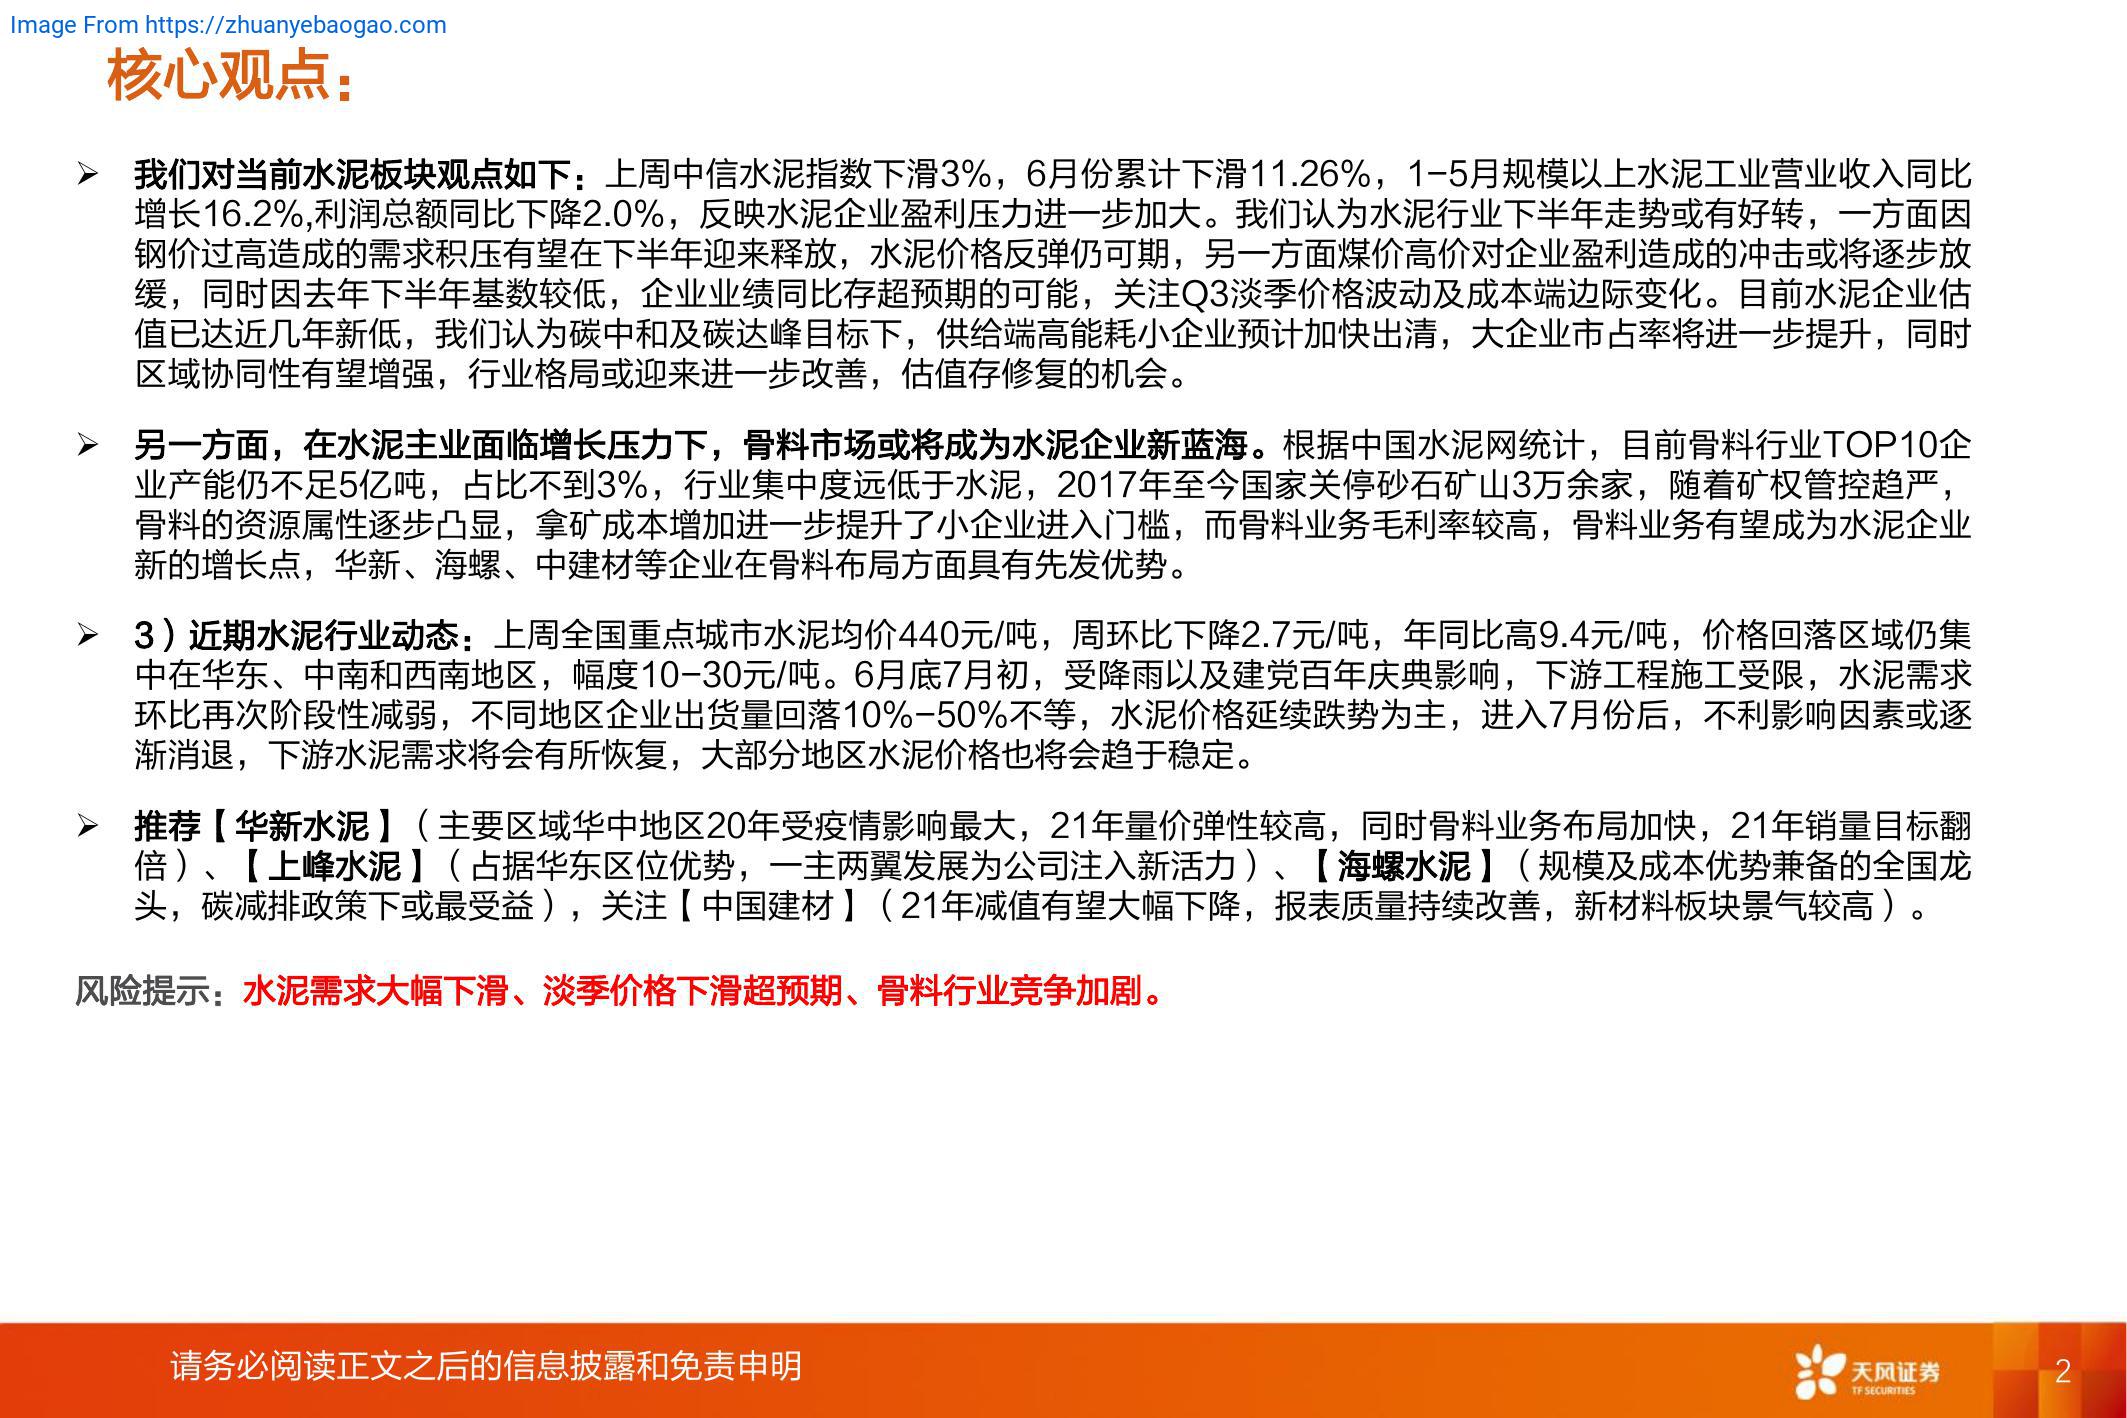 Image From https://zhuanyebaogao.com
核心观点：
➢ 我们对当前水泥板块观点如下：上周中信水泥指数下滑3%，6月份累计下滑11.26%，1-5月规模以上水泥工业营业收入同比
增长16.2%,利润总额同比下降2.0%，反映水泥企业盈利压力进一步加大。我们认为水泥行业下半年走势或有好转，一方面因
钢价过高造成的需求积压有望在下半年迎来释放，水泥价格反弹仍可期，另一方面煤价高价对企业盈利造成的冲击或将逐步放
缓，同时因去年下半年基数较低，企业业绩同比存超预期的可能，关注Q3淡季价格波动及成本端边际变化。目前水泥企业估
值已达近几年新低，我们认为碳中和及碳达峰目标下，供给端高能耗小企业预计加快出清，大企业市占率将进一步提升，同时
区域协同性有望增强，行业格局或迎来进一步改善，估值存修复的机会。
➢ 另一方面，在水泥主业面临增长压力下，骨料市场或将成为水泥企业新蓝海。根据中国水泥网统计，目前骨料行业TOP10企
业产能仍不足5亿吨，占比不到3%，行业集中度远低于水泥，2017年至今国家关停砂石矿山3万余家，随着矿权管控趋严，
骨料的资源属性逐步凸显，拿矿成本增加进一步提升了小企业进入门槛，而骨料业务毛利率较高，骨料业务有望成为水泥企业
新的增长点，华新、海螺、中建材等企业在骨料布局方面具有先发优势。
➢ 3）近期水泥行业动态：上周全国重点城市水泥均价440元/吨，周环比下降2.7元/吨，年同比高9.4元/吨，价格回落区域仍集
中在华东、中南和西南地区，幅度10-30元/吨。6月底7月初，受降雨以及建党百年庆典影响，下游工程施工受限，水泥需求
环比再次阶段性减弱，不同地区企业出货量回落10%-50%不等，水泥价格延续跌势为主，进入7月份后，不利影响因素或逐
渐消退，下游水泥需求将会有所恢复，大部分地区水泥价格也将会趋于稳定。
➢ 推荐【华新水泥】（主要区域华中地区20年受疫情影响最大，21年量价弹性较高，同时骨料业务布局加快，21年销量目标翻
倍）、【上峰水泥】（占据华东区位优势，一主两翼发展为公司注入新活力）、【海螺水泥】（规模及成本优势兼备的全国龙
头，碳减排政策下或最受益），关注【中国建材】（21年减值有望大幅下降，报表质量持续改善，新材料板块景气较高）。
风险提示：水泥需求大幅下滑、淡季价格下滑超预期、骨料行业竞争加剧。
请务必阅读正文之后的信息披露和免责申明
天风证券
TF SECURITIES
2